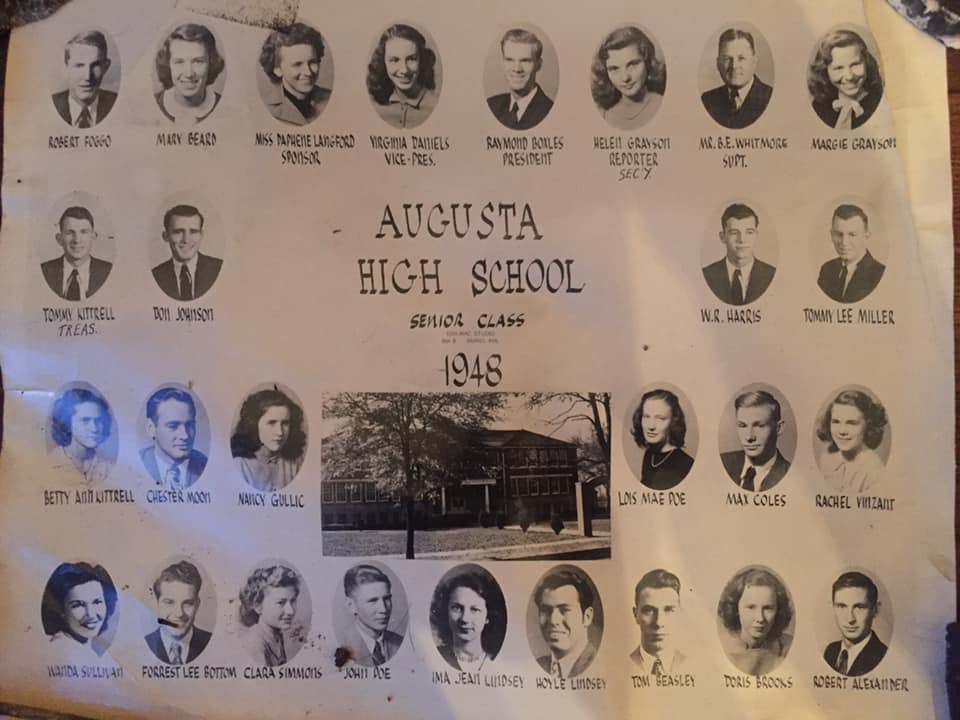 ROBERT FOGGO
MARY BEARD
MISS DAPHENE LANGFORD
SPONSOR
VIRGINIA DANIELS
VICE-PRES.
RAYMOND BOYLES
PRESIDENT
HELEN GRAYSON
REPORTER
SEC'Y.
MR. B.E. WHITMORE
SUPT.
MARGIE GRAYSON
TOMMY KITTRELL
TREAS.
DON JOHNSON
AUGUSTA
HIGH SCHOOL
SENIOR CLASS
STUDIO
1948
W.R. HARRIS
TOMMY LEE MILLER
BETTY ANN KITTRELL
CHESTER MOON
NANCY GULLIC
LOIS MAE POE
MAX COLES
RACHEL VINZANT
WANDA SULLIVAN
FORREST LEE BOTTOM
CLARA SIMMONS
JOHN POE
IMA JEAN LINDSEY
HOYLE LINDSEY
TOM BEASLEY
DORIS BROOKS
ROBERT ALEXANDER